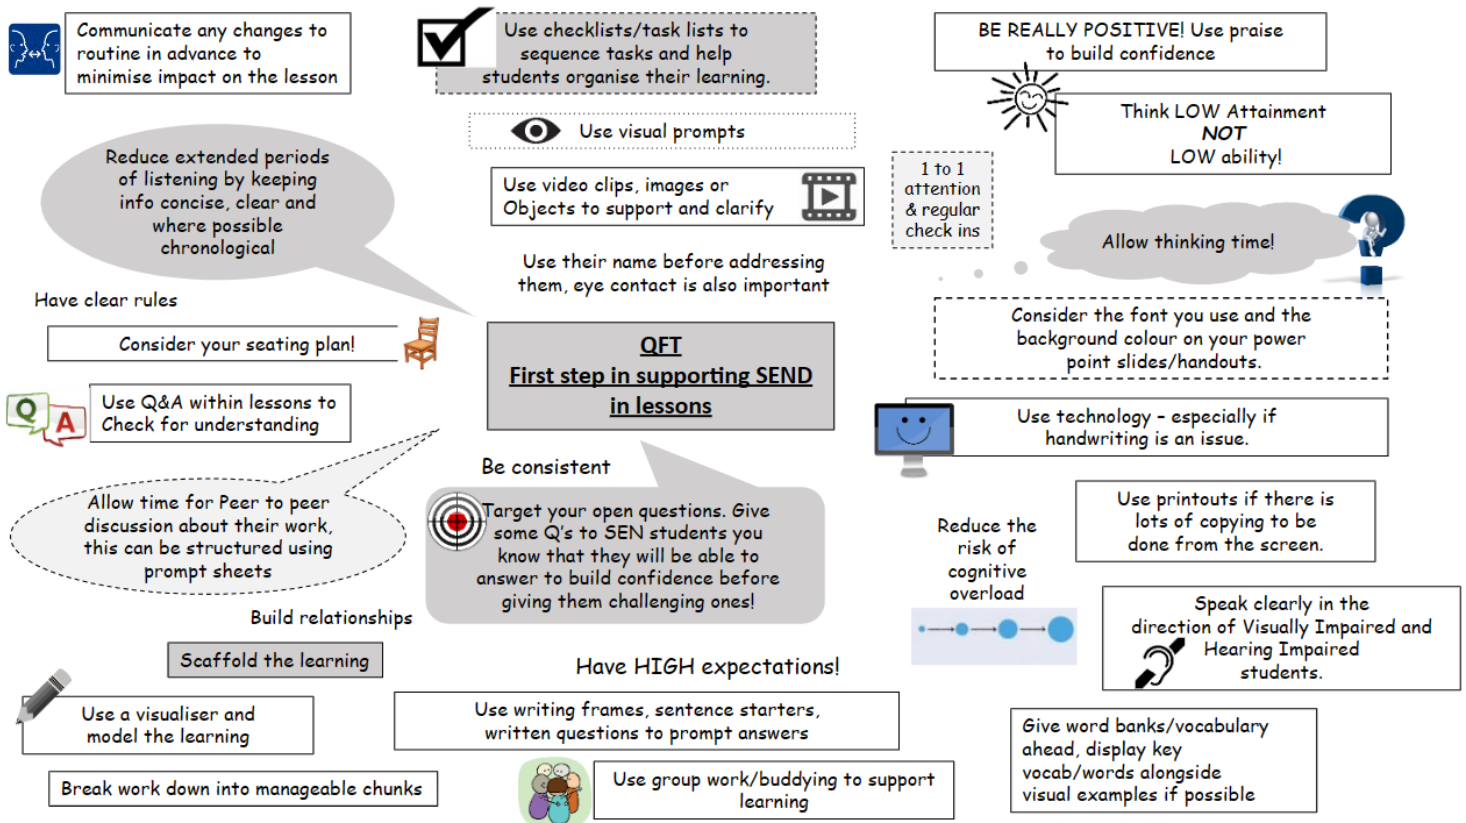 Communicate any changes to
routine in advance to
minimise impact on the lesson
Use checklists/task lists to
sequence tasks and help
students organise their learning.
BE REALLY POSITIVE! Use praise
to build confidence
Think LOW Attainment
NOT
LOW ability!
Use visual prompts
Reduce extended periods
of listening by keeping
info concise, clear and
where possible
chronological
Use video clips, images or
Objects to support and clarify
1 to 1
attention
& regular
check ins
Allow thinking time!
Use their name before addressing
them, eye contact is also important
Have clear rules
Consider your seating plan!
QFT
First step in supporting SEND
in lessons
Consider the font you use and the
background colour on your power
point slides/handouts.
Q
A
Use Q&A within lessons to
Check for understanding
Use technology – especially if
handwriting is an issue.
Be consistent
Allow time for Peer to peer
discussion about their work,
this can be structured using
prompt sheets
Target your open questions. Give
some Q's to SEN students you
know that they will be able to
answer to build confidence before
giving them challenging ones!
Reduce the
risk of
cognitive
overload
Use printouts if there is
lots of copying to be
done from the screen.
Build relationships
Speak clearly in the
direction of Visually Impaired and
Hearing Impaired
students.
Scaffold the learning
Have HIGH expectations!
Use a visualiser and
model the learning
Use writing frames, sentence starters,
written questions to prompt answers
Give word banks/vocabulary
ahead, display key
vocab/words alongside
visual examples if possible
Break work down into manageable chunks
Use group work/buddying to support
learning